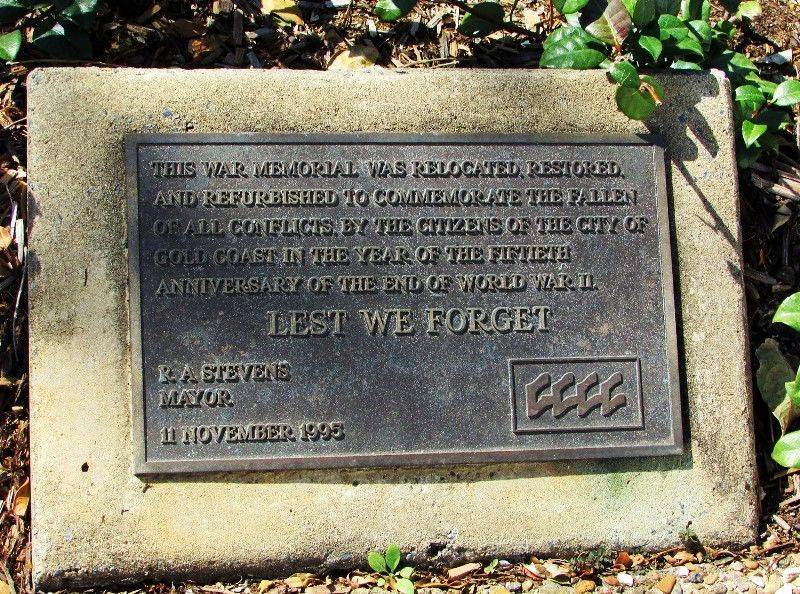 THIS WAR MEMORIAL WAS RELOCATED, RESTORED,
AND REFURBISHED TO COMMEMORATE THE FALLEN
OF ALL CONFLICTS, BY THE CITIZENS OF THE CITY OF
GOLD COAST IN THE YEAR OF THE FIFTIETH
ANNIVERSARY OF THE END OF WORLD WAR II.
LEST WE FORGET
R. A STEVENS
MAYOR
11 NOVEMBER 1995